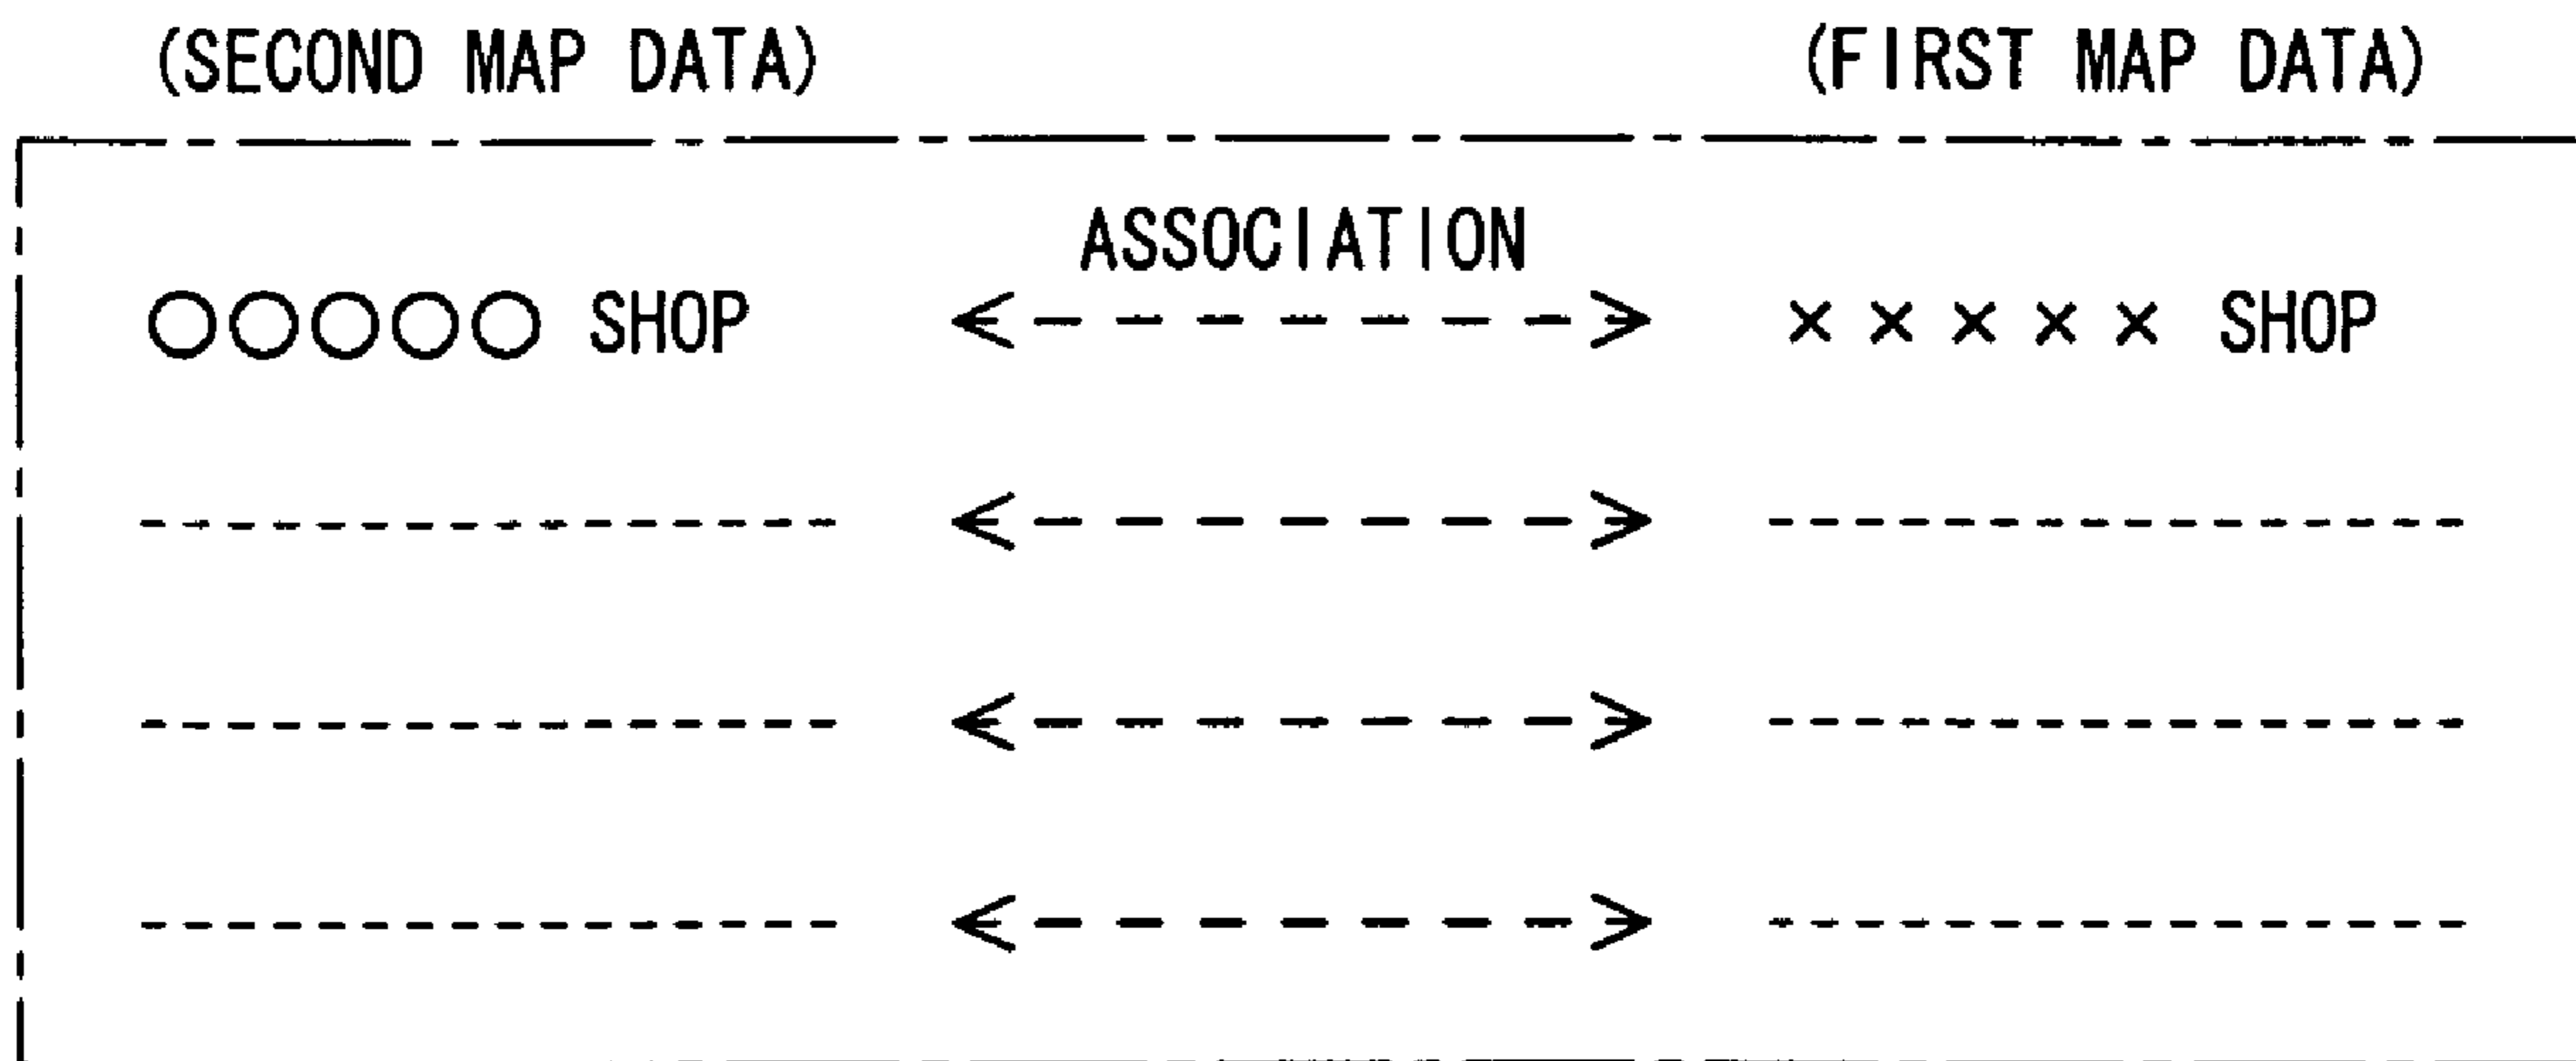 (SECOND MAP DATA) (FIRST MAP DATA)
ASSOCIATION
○○○○○ SHOP ××××× SHOP